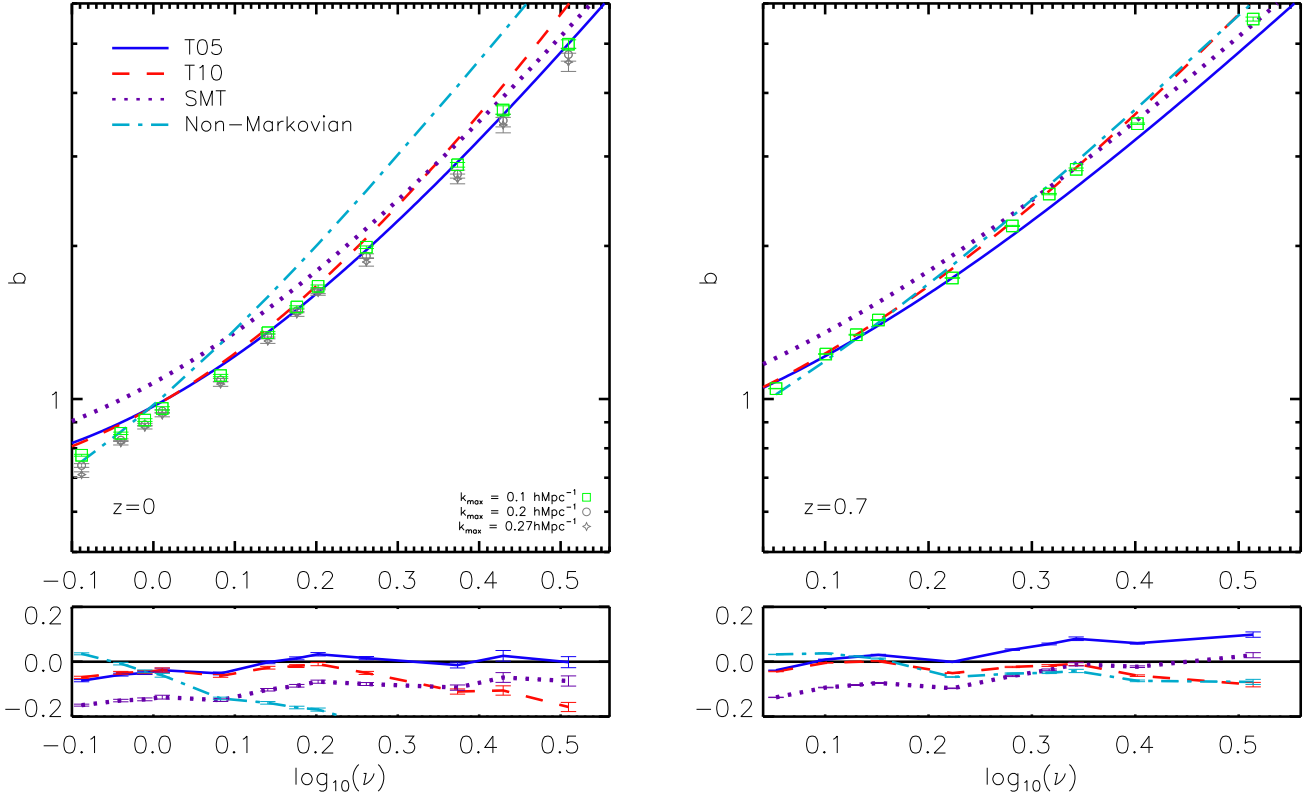 T05
T10
SMT
Non-Markovian
b
1
z=0
k_max = 0.1 hMpc⁻¹
k_max = 0.2 hMpc⁻¹
k_max = 0.27hMpc⁻¹
−0.1 0.0 0.1 0.2 0.3 0.4 0.5
0.2
0.0
−0.2
−0.1 0.0 0.1 0.2 0.3 0.4 0.5
log₁₀(ν)
b
1
z=0.7
0.1 0.2 0.3 0.4 0.5
0.2
0.0
−0.2
0.1 0.2 0.3 0.4 0.5
log₁₀(ν)